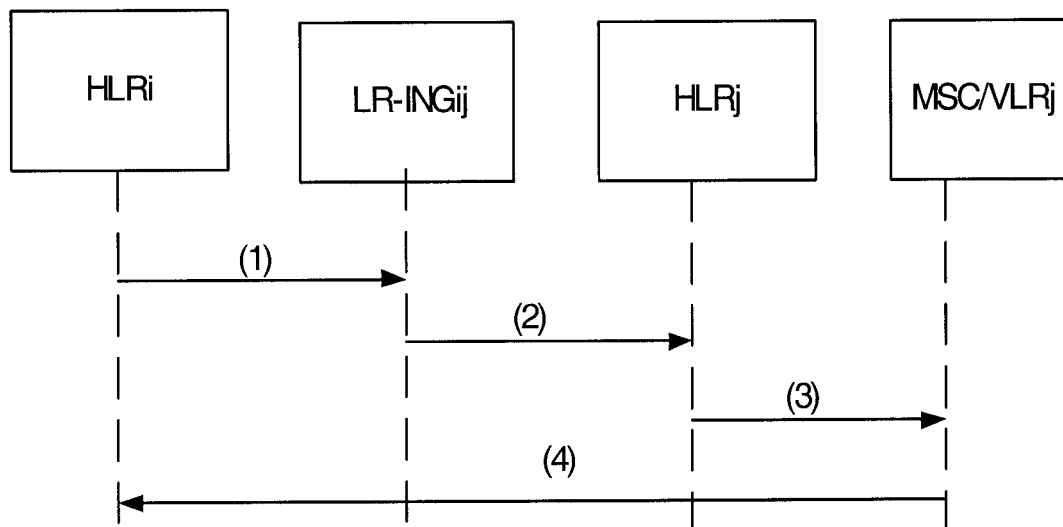 HLRi
LR-INGij
HLRj
MSC/VLRj
(1)
(2)
(3)
(4)